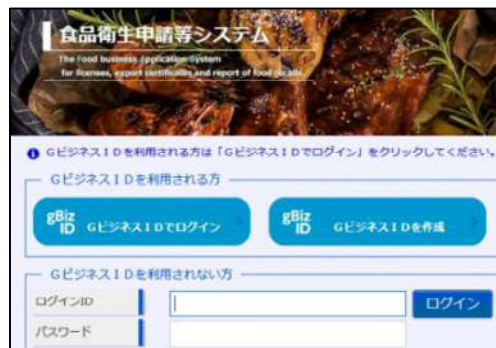 食品衛生申請等システム
The Food business Application System
for licenses, export certificates and report of food recalls
GビジネスIDを利用される方は「GビジネスIDでログイン」をクリックしてください。
GビジネスIDを利用される方
gBiz ID GビジネスIDでログイン
gBiz ID GビジネスIDを作成
GビジネスIDを利用されない方
ログインID
ログイン
パスワード